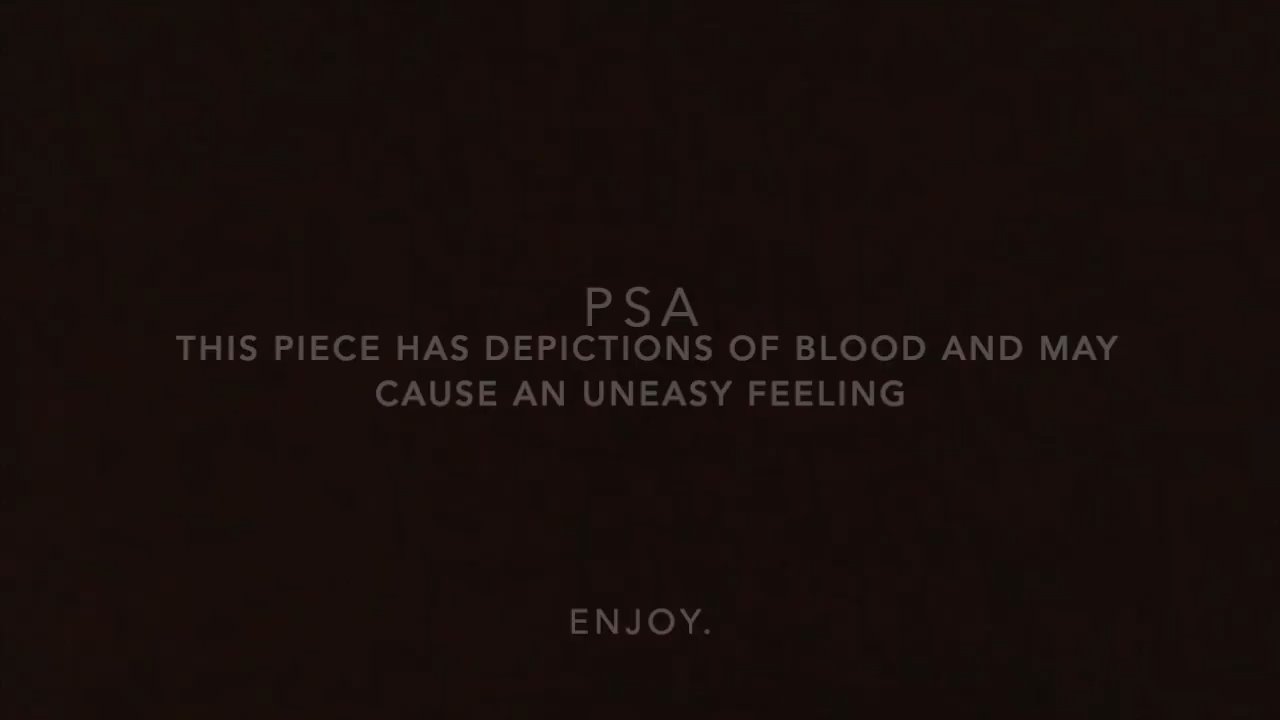 PSA
THIS PIECE HAS DEPICTIONS OF BLOOD AND MAY
CAUSE AN UNEASY FEELING
ENJOY.